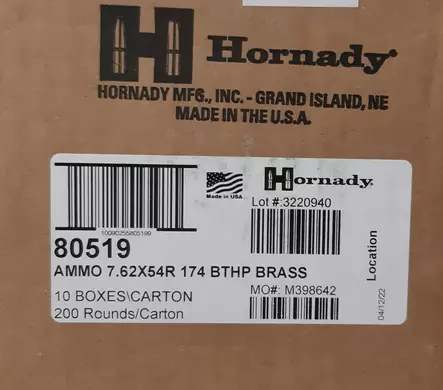 Hornady®
HORNADY MFG., INC. - GRAND ISLAND, NE
MADE IN THE U.S.A.
Made in USA
Hornady.
10090255805199
Lot #:3220940
80519
AMMO 7.62X54R 174 BTHP BRASS
10 BOXES\CARTON
MO#: M398642
200 Rounds/Carton
Location
04/12/22